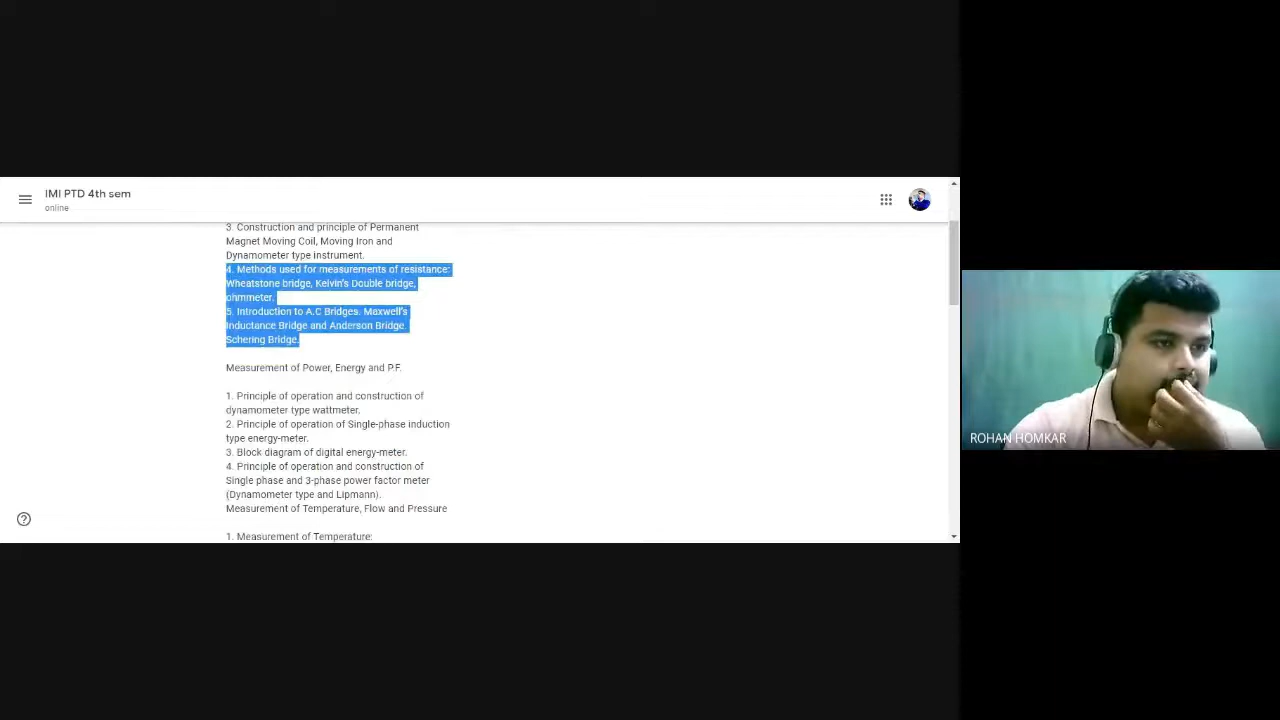 IMI PTD 4th sem
online
3. Construction and principle of Permanent
Magnet Moving Coil, Moving Iron and
Dynamometer type instrument.
4. Methods used for measurements of resistance:
Wheatstone bridge, Kelvin's Double bridge,
ohmmeter.
5. Introduction to A.C Bridges. Maxwell's
Inductance Bridge and Anderson Bridge.
Schering Bridge.
Measurement of Power, Energy and P.F.
1. Principle of operation and construction of
dynamometer type wattmeter.
2. Principle of operation of Single-phase induction
type energy-meter.
3. Block diagram of digital energy-meter.
4. Principle of operation and construction of
Single phase and 3-phase power factor meter
(Dynamometer type and Lipmann).
Measurement of Temperature, Flow and Pressure
1. Measurement of Temperature:
ROHAN HOMKAR